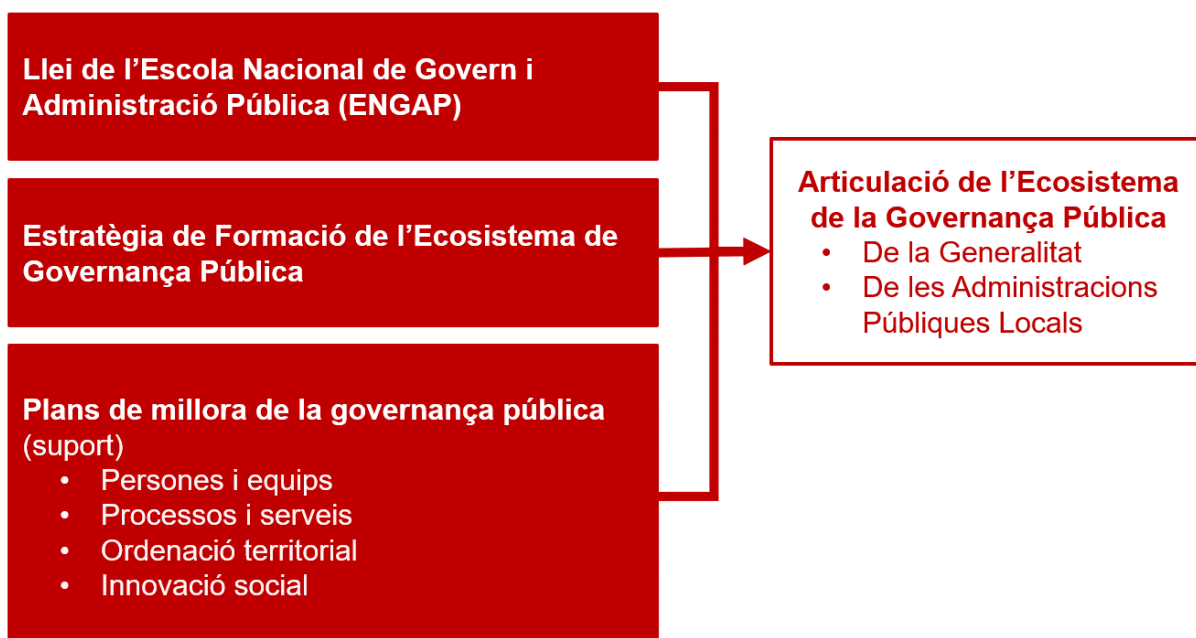 Llei de l’Escola Nacional de Govern i
Administració Pública (ENGAP)
Estratègia de Formació de l’Ecosistema de
Governança Pública
Plans de millora de la governança pública
(suport)
• Persones i equips
• Processos i serveis
• Ordenació territorial
• Innovació social
Articulació de l’Ecosistema
de la Governança Pública
• De la Generalitat
• De les Administracions
Públiques Locals